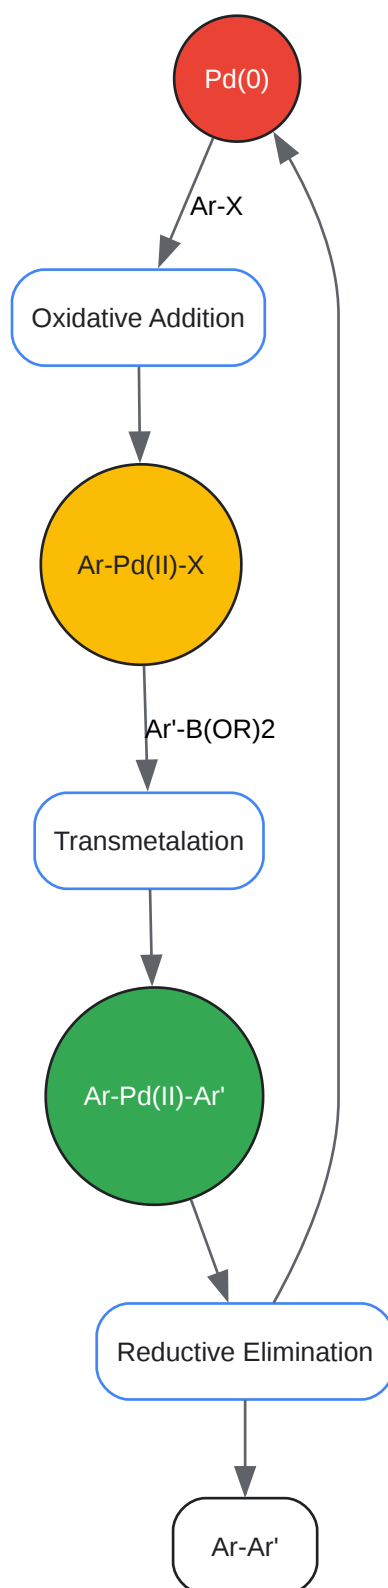 Pd(0)
Ar-X
Oxidative Addition
Ar-Pd(II)-X
Ar'-B(OR)2
Transmetalation
Ar-Pd(II)-Ar'
Reductive Elimination
Ar-Ar'